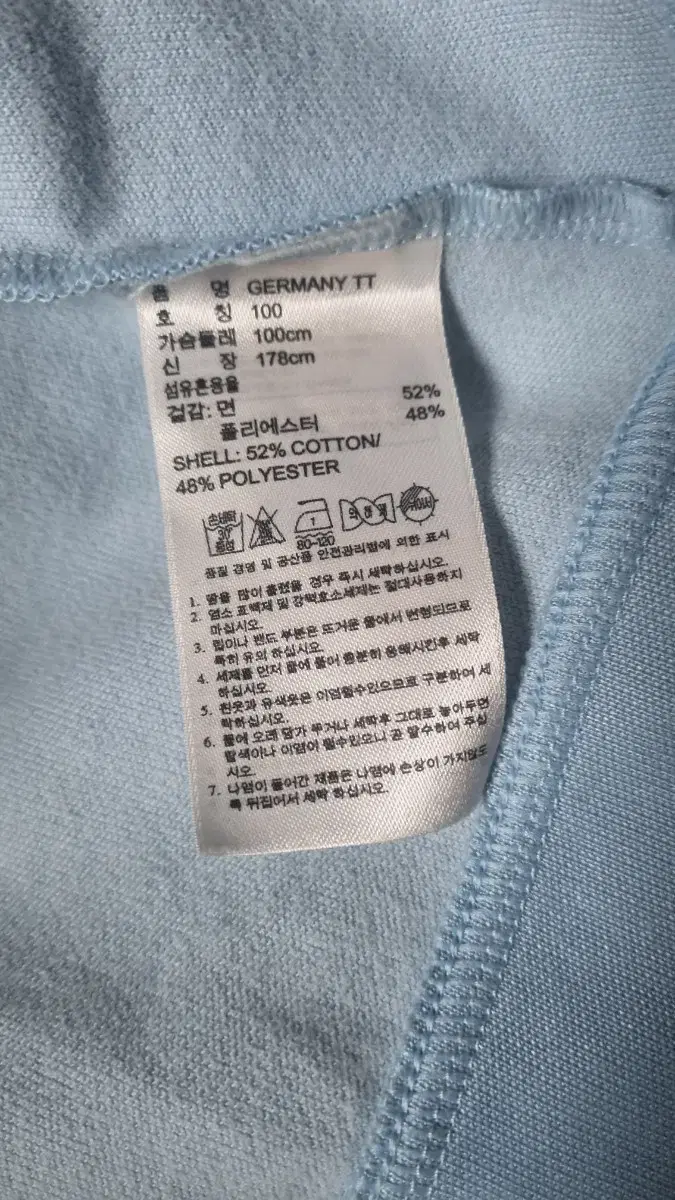 품 명 GERMANY TT
호 칭 100
가슴둘레 100cm
신 장 178cm
섬유혼용율
겉감: 면 52%
폴리에스터 48%
SHELL: 52% COTTON/
48% POLYESTER
손세탁
30°
중성
1
80~120
품질 경영 및 공산품 안전관리법에 의한 표시
1. 땀을 많이 흘렸을 경우 즉시 세탁하십시오.
2. 염소 표백제 및 강력효소세제는 절대사용하지
마십시오.
3. 립이나 밴드 부분은 뜨거운 물에서 변형되므로
특히 유의 하십시오.
4. 세제를 먼저 물에 풀어 충분히 용해시킨후 세탁
하십시오.
5. 흰옷과 유색옷은 이염될수있으므로 구분하여 세
탁하십시오.
6. 물에 오래 담가 두거나 세탁후 그대로 놓아두면
탈색이나 이염이 될수있으니 곧 탈수하여 주십
시오.
7. 나염이 들어간 제품은 나염에 손상이 가지않도
록 뒤집어서 세탁 하십시오.